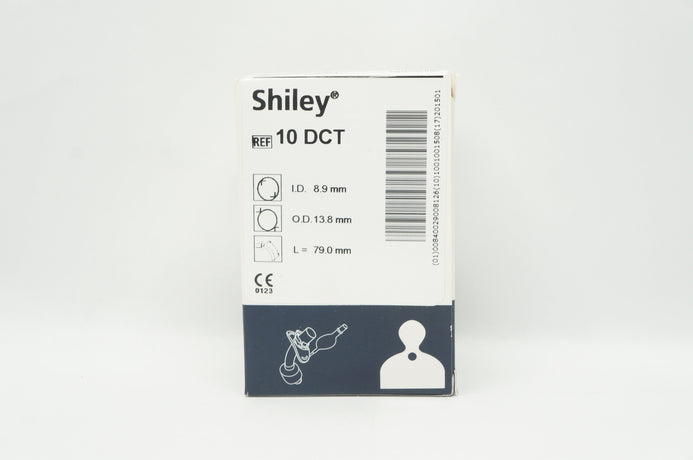 Shiley®
REF 10 DCT
I.D. 8.9 mm
O.D. 13.8 mm
L = 79.0 mm
CE
0123
(01)00840029008126(10)1001001508(17)201501